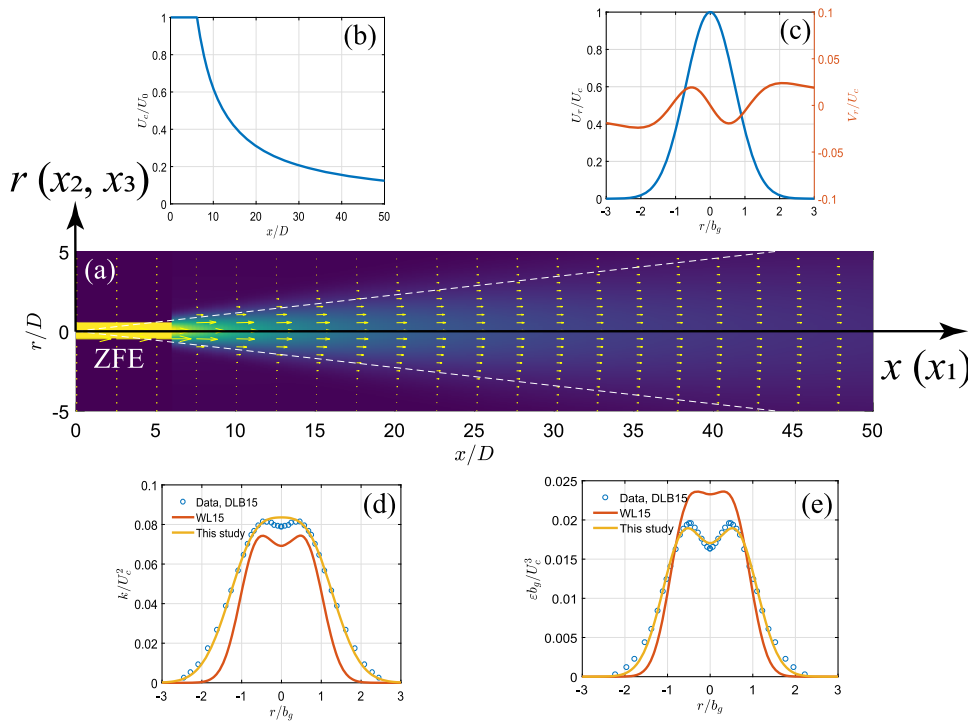 (b)
1
0.8
0.6
0.4
0.2
0
U_c/U_0
0
10
20
30
40
50
x/D
(c)
1
0.8
0.6
0.4
0.2
0
U_r/U_c
0.1
0.05
0
-0.05
-0.1
V_r/U_c
-3
-2
-1
0
1
2
3
r/b_g
r (x2, x3)
(a)
5
0
-5
r/D
ZFE
x (x1)
0
5
10
15
20
25
30
35
40
45
50
x/D
(d)
0.1
0.08
0.06
0.04
0.02
0
k/U_c^2
Data, DLB15
WL15
This study
-3
-2
-1
0
1
2
3
r/b_g
(e)
0.025
0.02
0.015
0.01
0.005
0
εb_g/U_c^3
Data, DLB15
WL15
This study
-3
-2
-1
0
1
2
3
r/b_g